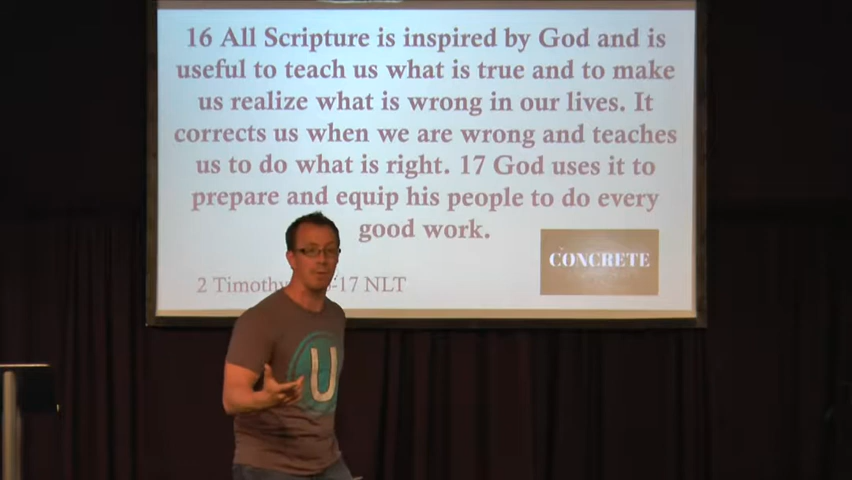 16 All Scripture is inspired by God and is
useful to teach us what is true and to make
us realize what is wrong in our lives. It
corrects us when we are wrong and teaches
us to do what is right. 17 God uses it to
prepare and equip his people to do every
good work.
CONCRETE
2 Timothy -17 NLT
U